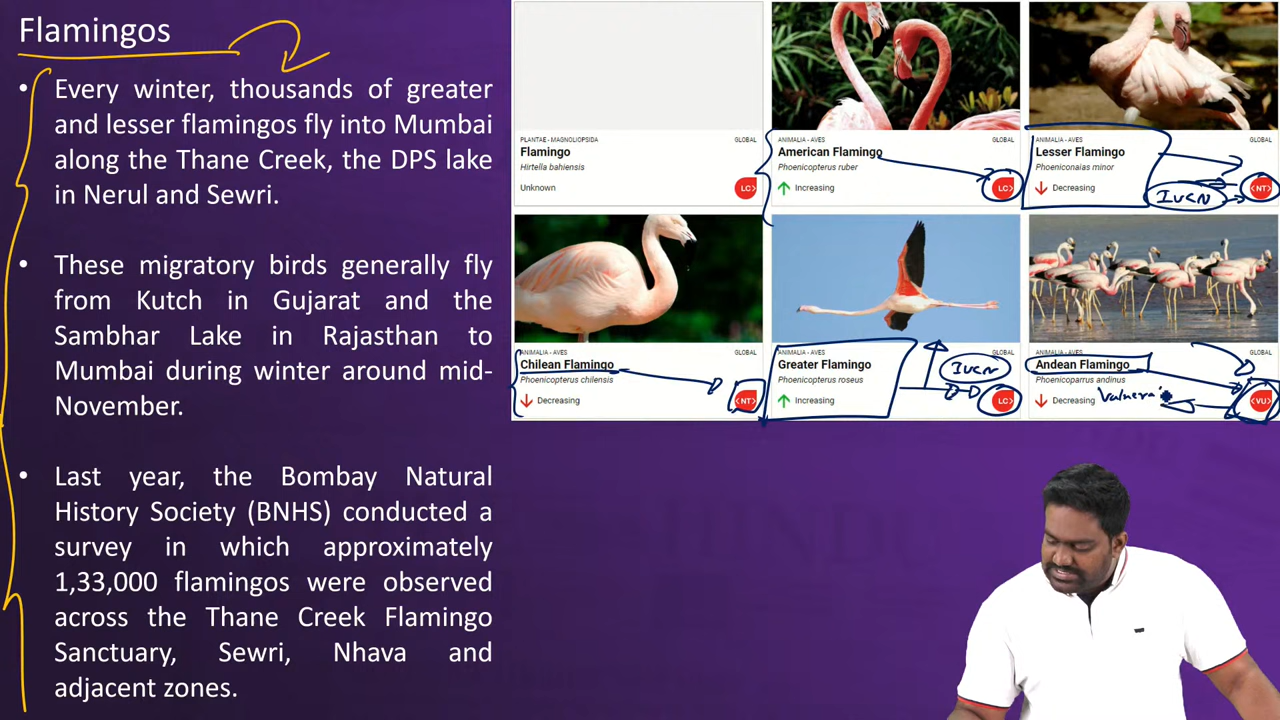 Flamingos
• Every winter, thousands of greater
and lesser flamingos fly into Mumbai
along the Thane Creek, the DPS lake
in Nerul and Sewri.
• These migratory birds generally fly
from Kutch in Gujarat and the
Sambhar Lake in Rajasthan to
Mumbai during winter around mid-
November.
• Last year, the Bombay Natural
History Society (BNHS) conducted a
survey in which approximately
1,33,000 flamingos were observed
across the Thane Creek Flamingo
Sanctuary, Sewri, Nhava and
adjacent zones.
PLANTAE - MAGNOLIOPSIDA GLOBAL
Flamingo
Hirtella bahiensis
Unknown LC
ANIMALIA - AVES GLOBAL
American Flamingo
Phoenicopterus ruber
Increasing LC
ANIMALIA - AVES GLOBAL
Lesser Flamingo
Phoeniconaias minor
Decreasing IUCN NT
ANIMALIA - AVES GLOBAL
Chilean Flamingo
Phoenicopterus chilensis
Decreasing NT
ANIMALIA - AVES GLOBAL
Greater Flamingo IUCN
Phoenicopterus roseus
Increasing LC
ANIMALIA - AVES GLOBAL
Andean Flamingo
Phoenicoparrus andinus
Decreasing VU